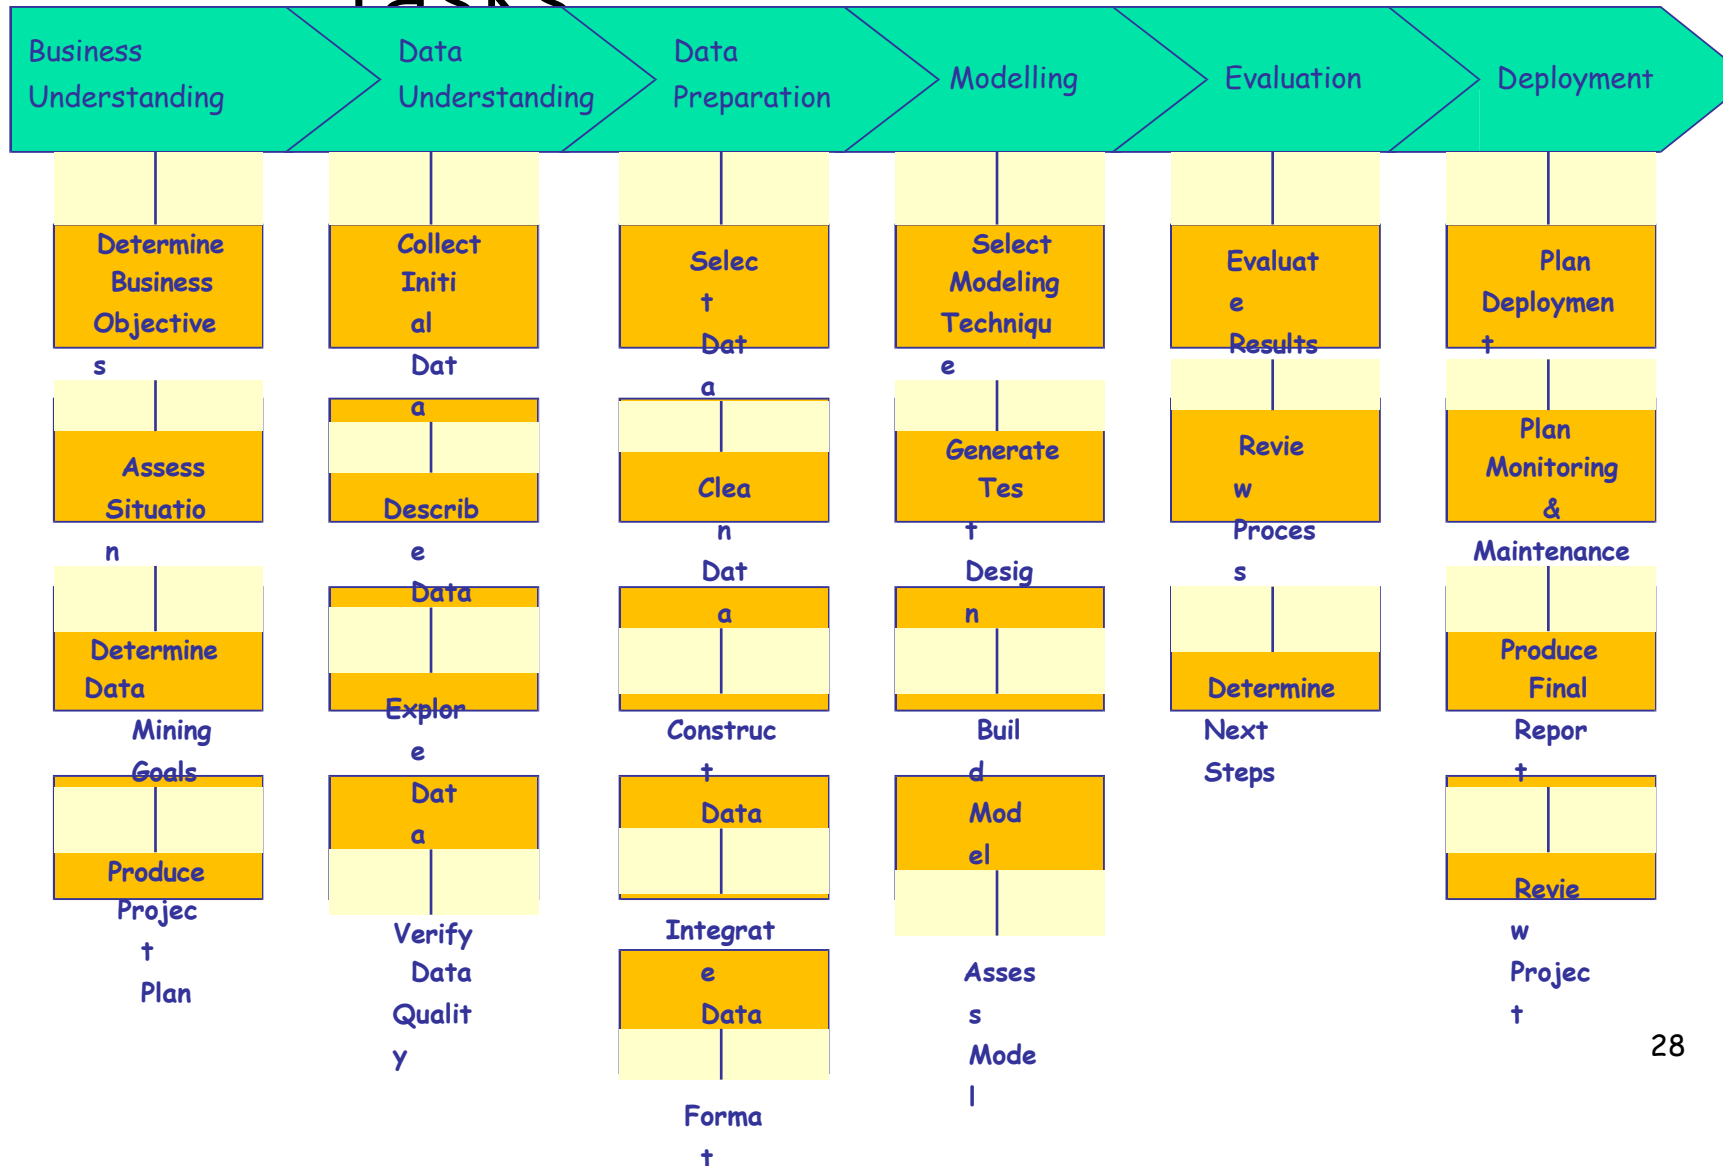 Tasks
Business
Understanding
Data
Understanding
Data
Preparation
Modelling
Evaluation
Deployment
Determine
Business
Objective
s
Assess
Situatio
n
Determine
Data
Mining
Goals
Produce
Projec
t
Plan
Collect
Initi
al
Dat
a
Describ
e
Data
Explor
e
Dat
a
Verify
Data
Qualit
y
Selec
t
Dat
a
Clea
n
Dat
a
Construc
t
Data
Integrat
e
Data
Forma
t
Select
Modeling
Techniqu
e
Generate
Tes
t
Desig
n
Buil
d
Mod
el
Asses
s
Mode
l
Evaluat
e
Results
Revie
w
Proces
s
Determine
Next
Steps
Plan
Deploymen
t
Plan
Monitoring
&
Maintenance
Produce
Final
Repor
t
Revie
w
Projec
t
28